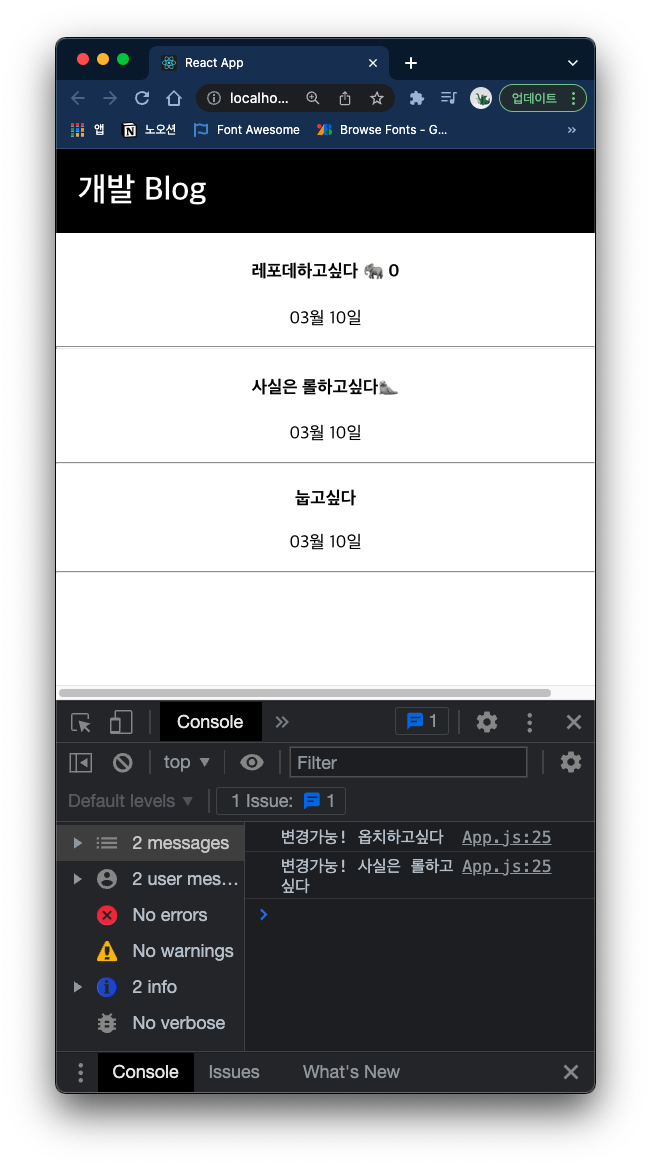 React App
localho...
업데이트
앱
노오션
Font Awesome
Browse Fonts - G...
»
개발 Blog
레포데하고싶다 🐘 0
03월 10일
사실은 롤하고싶다
03월 10일
눕고싶다
03월 10일
Console
»
1
top ▼
Filter
Default levels ▼
1 Issue: 1
2 messages
변경가눙! 옵치하고싶다 App.js:25
변경가눙! 사실은 롤하고 App.js:25
싶다
2 user mes...
No errors
No warnings
2 info
No verbose
Console Issues What's New